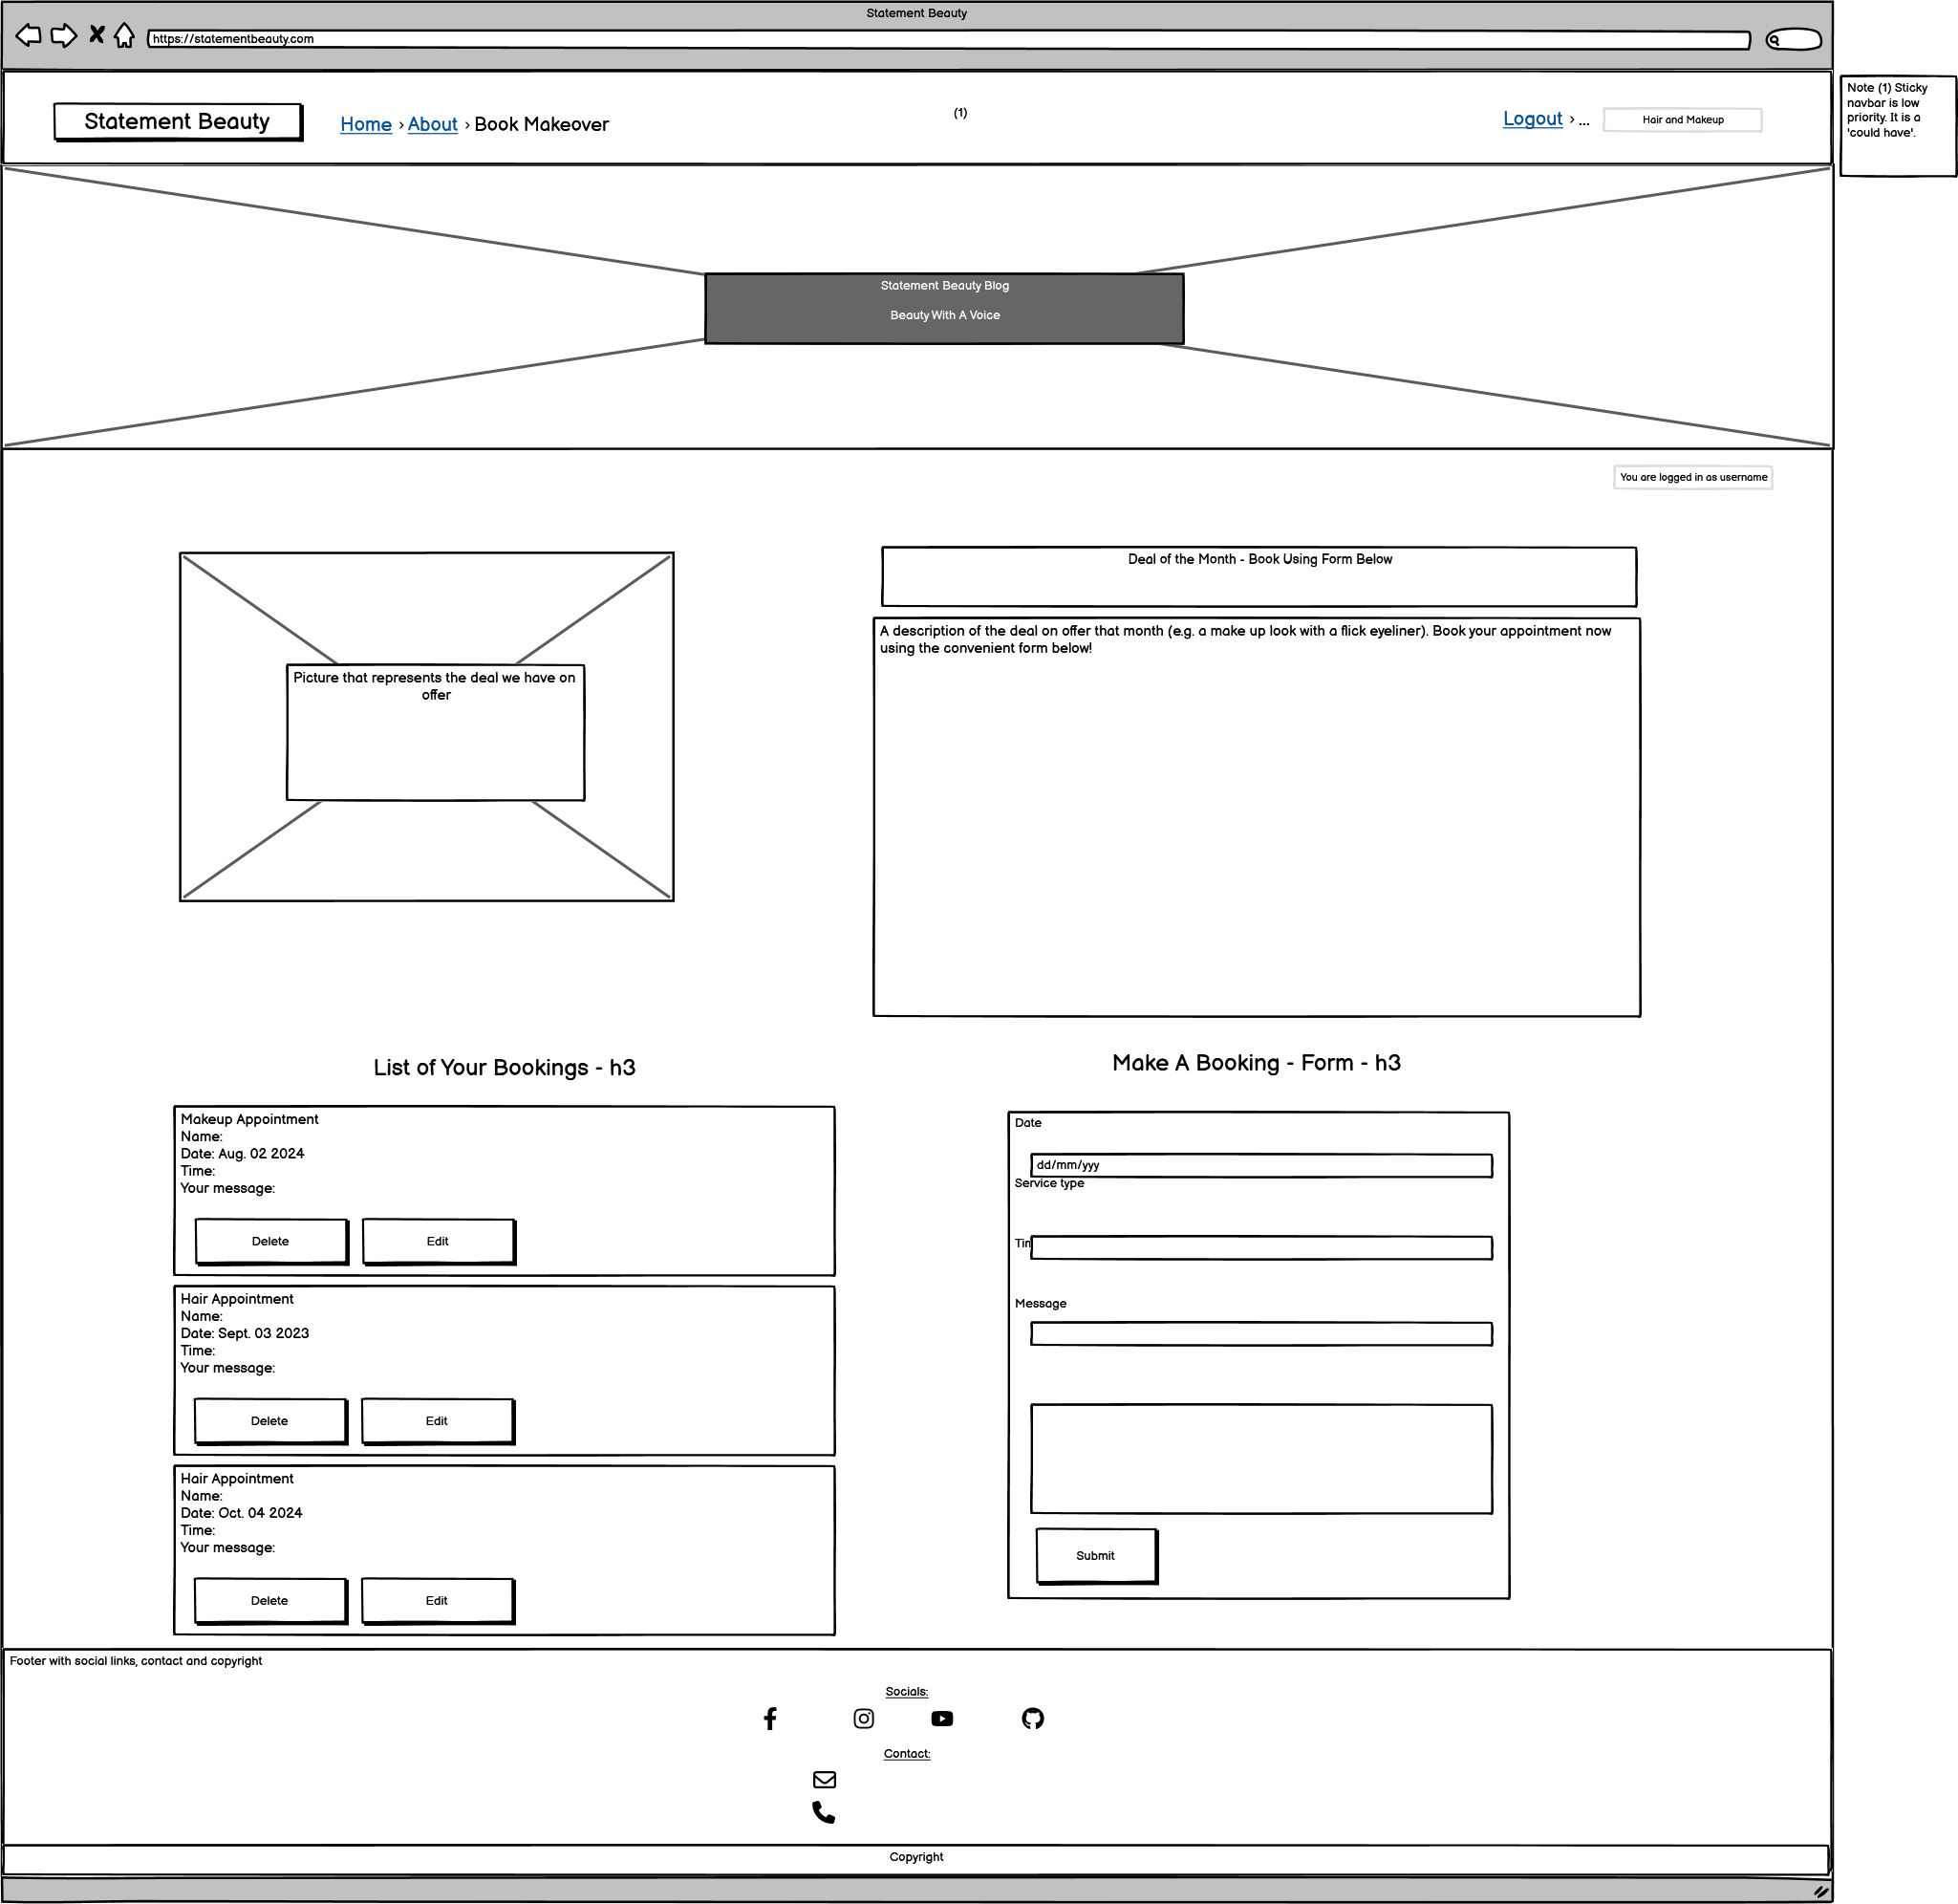 Statement Beauty
https://statementbeauty.com
Statement Beauty
Home › About › Book Makeover
(1)
Logout › ...
Hair and Makeup
Note (1) Sticky
navbar is low
priority. It is a
'could have'.
Statement Beauty Blog
Beauty With A Voice
You are logged in as username
Picture that represents the deal we have on
offer
Deal of the Month - Book Using Form Below
A description of the deal on offer that month (e.g. a make up look with a flick eyeliner). Book your appointment now
using the convenient form below!
List of Your Bookings - h3
Makeup Appointment
Name:
Date: Aug. 02 2024
Time:
Your message:
Delete
Edit
Hair Appointment
Name:
Date: Sept. 03 2023
Time:
Your message:
Delete
Edit
Hair Appointment
Name:
Date: Oct. 04 2024
Time:
Your message:
Delete
Edit
Make A Booking - Form - h3
Date
dd/mm/yyy
Service type
Message
Submit
Footer with social links, contact and copyright
Socials:
Contact:
Copyright